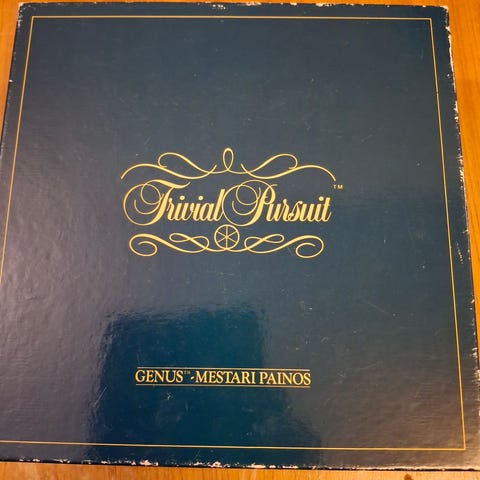 Trivial Pursuit™
GENUS™-MESTARI PAINOS